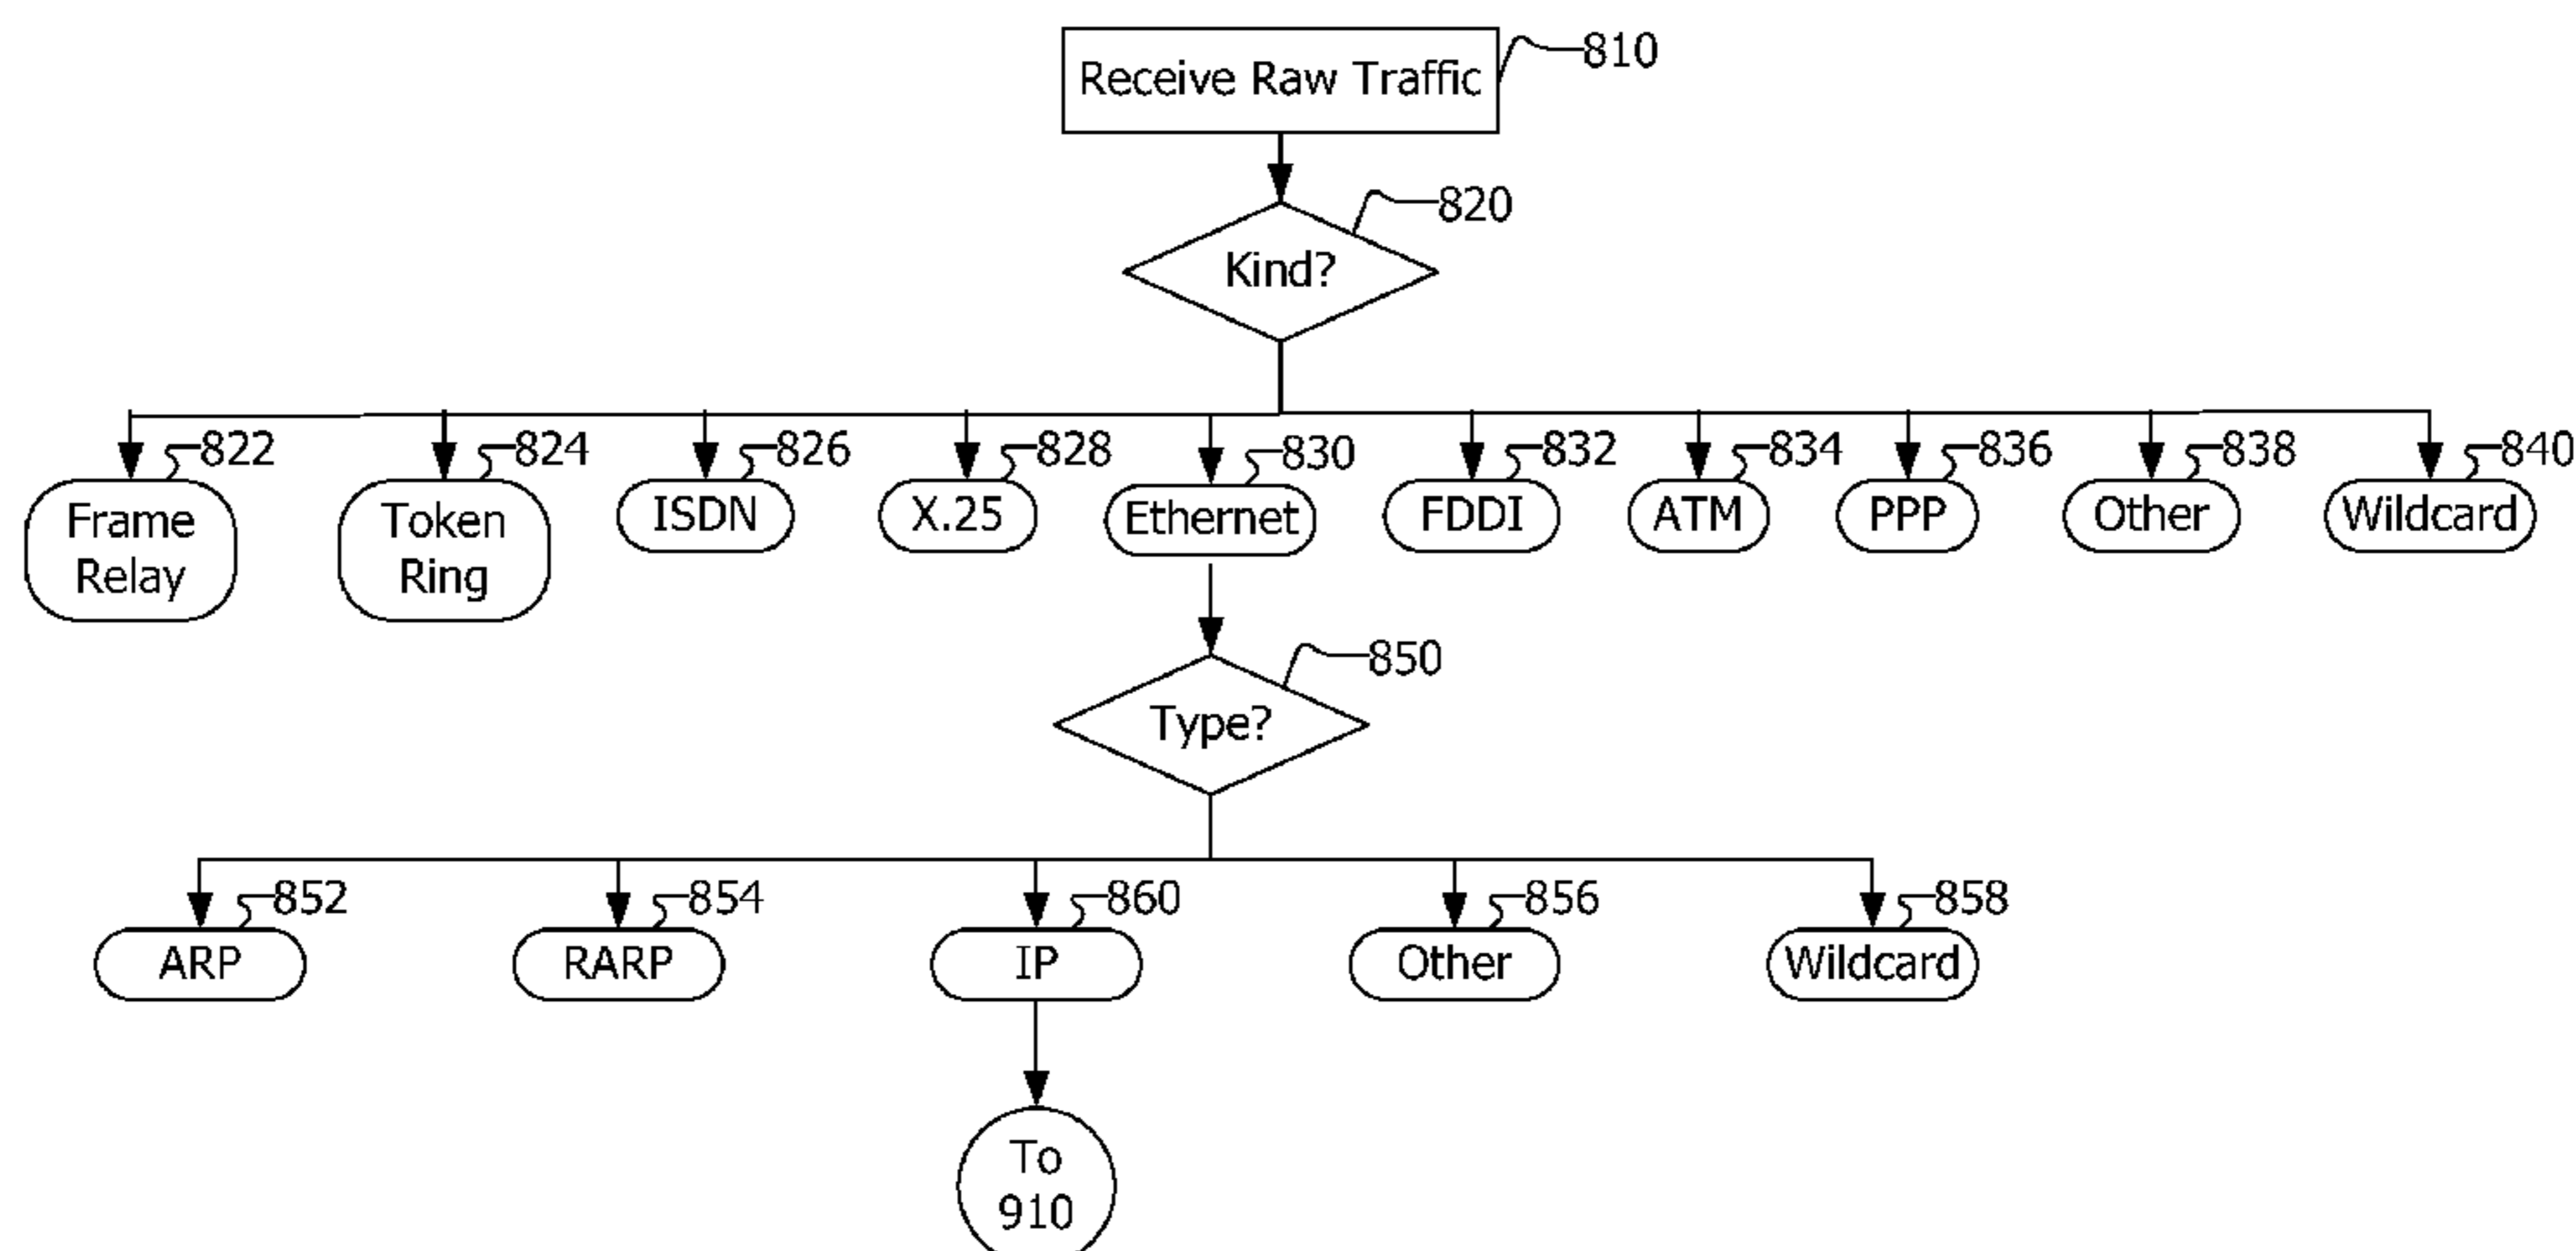 Receive Raw Traffic
810
820
Kind?
822
824
826
828
830
832
834
836
838
840
Frame
Relay
Token
Ring
ISDN
X.25
Ethernet
FDDI
ATM
PPP
Other
Wildcard
850
Type?
852
854
860
856
858
ARP
RARP
IP
Other
Wildcard
To
910